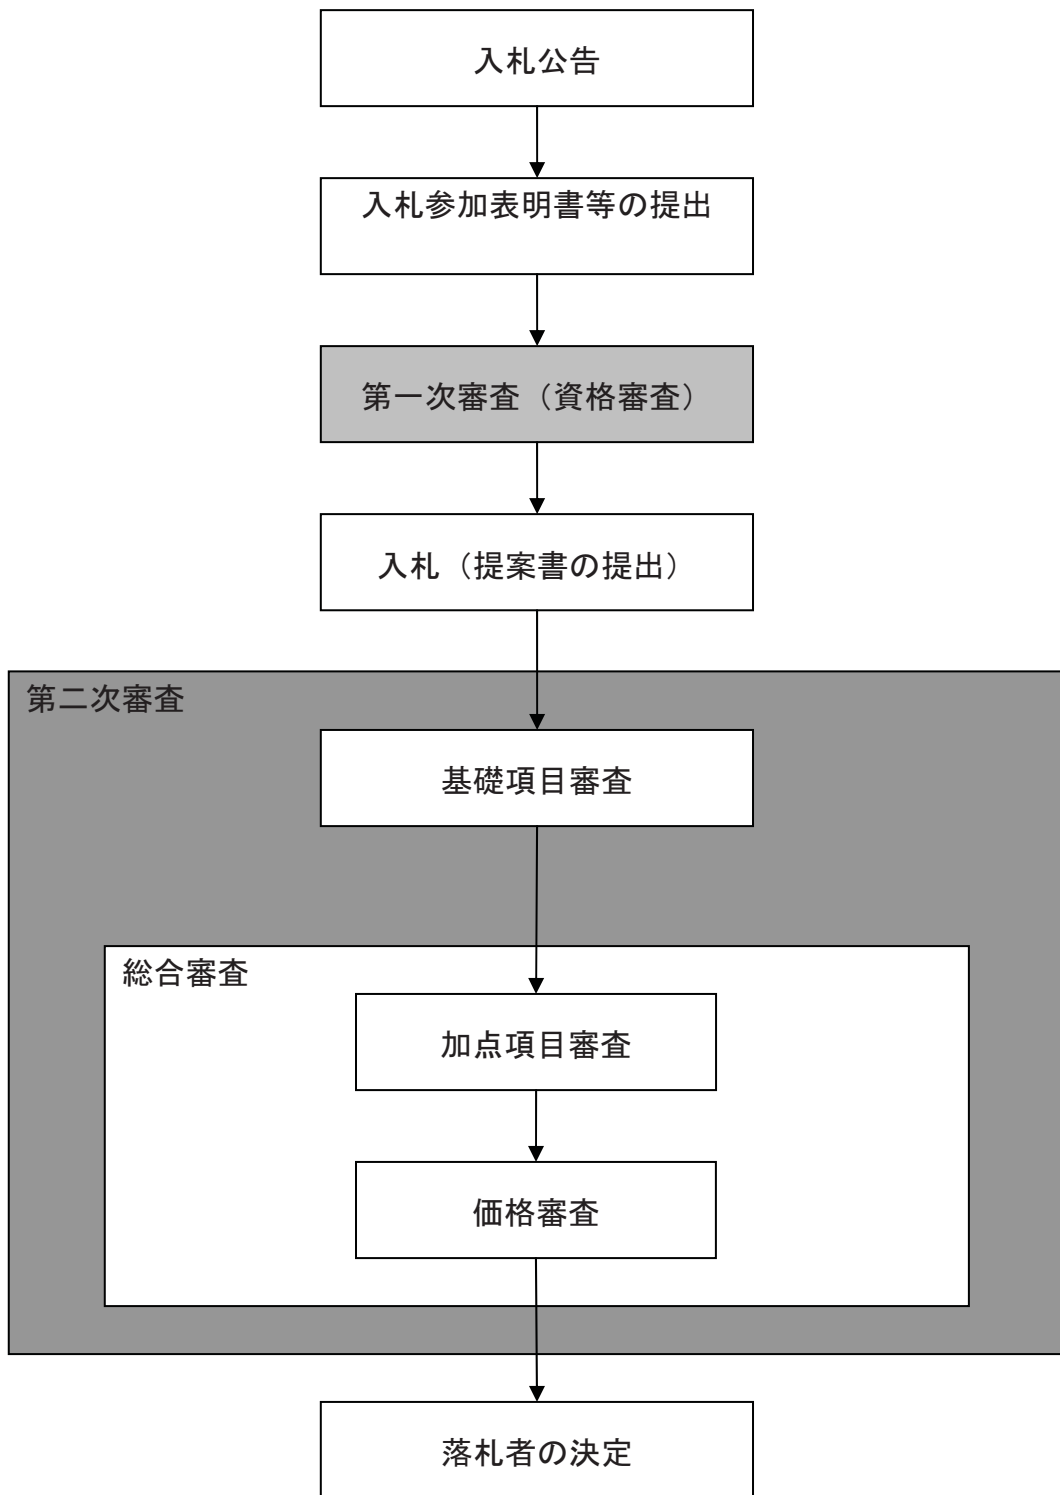 入札公告
入札参加表明書等の提出
第一次審査（資格審査）
入札（提案書の提出）
第二次審査
基礎項目審査
総合審査
加点項目審査
価格審査
落札者の決定